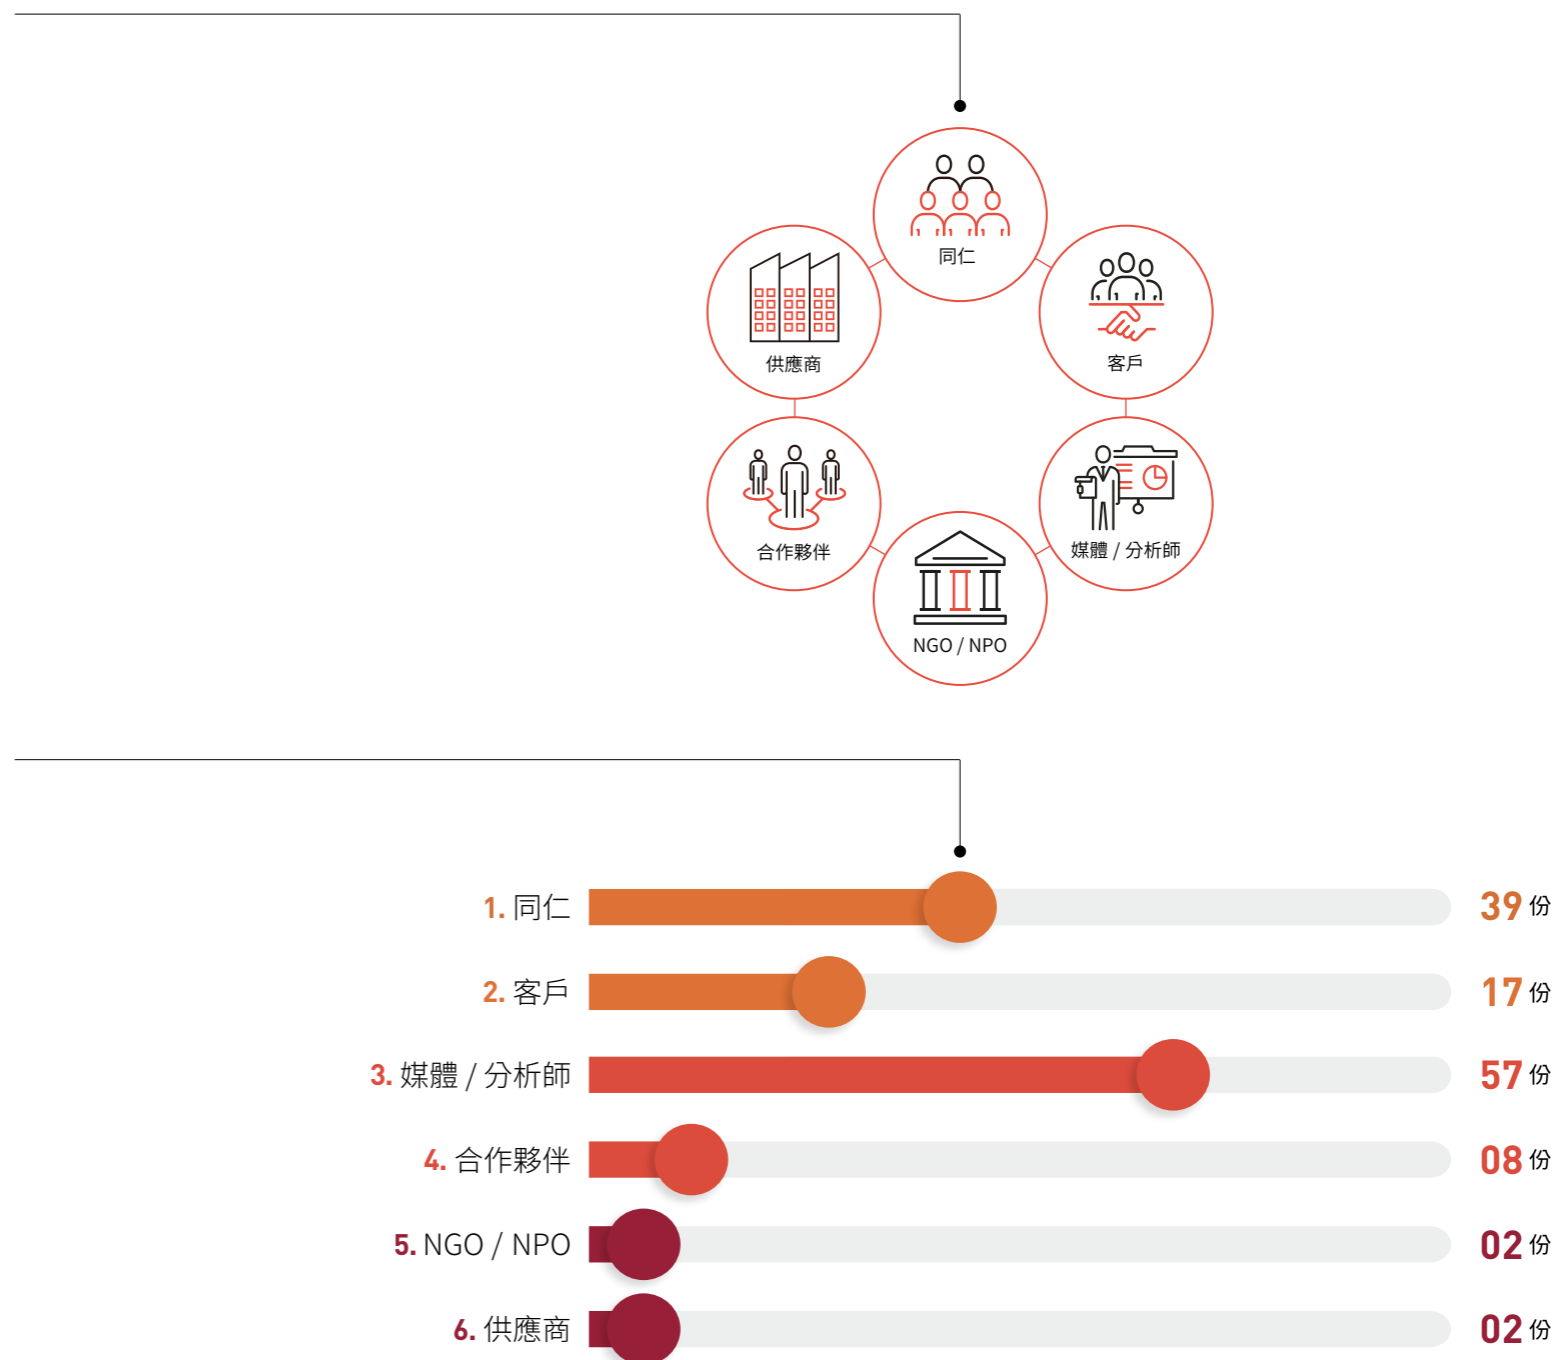 同仁
供應商
客戶
合作夥伴
媒體 / 分析師
NGO / NPO
1. 同仁 39 份
2. 客戶 17 份
3. 媒體 / 分析師 57 份
4. 合作夥伴 08 份
5. NGO / NPO 02 份
6. 供應商 02 份